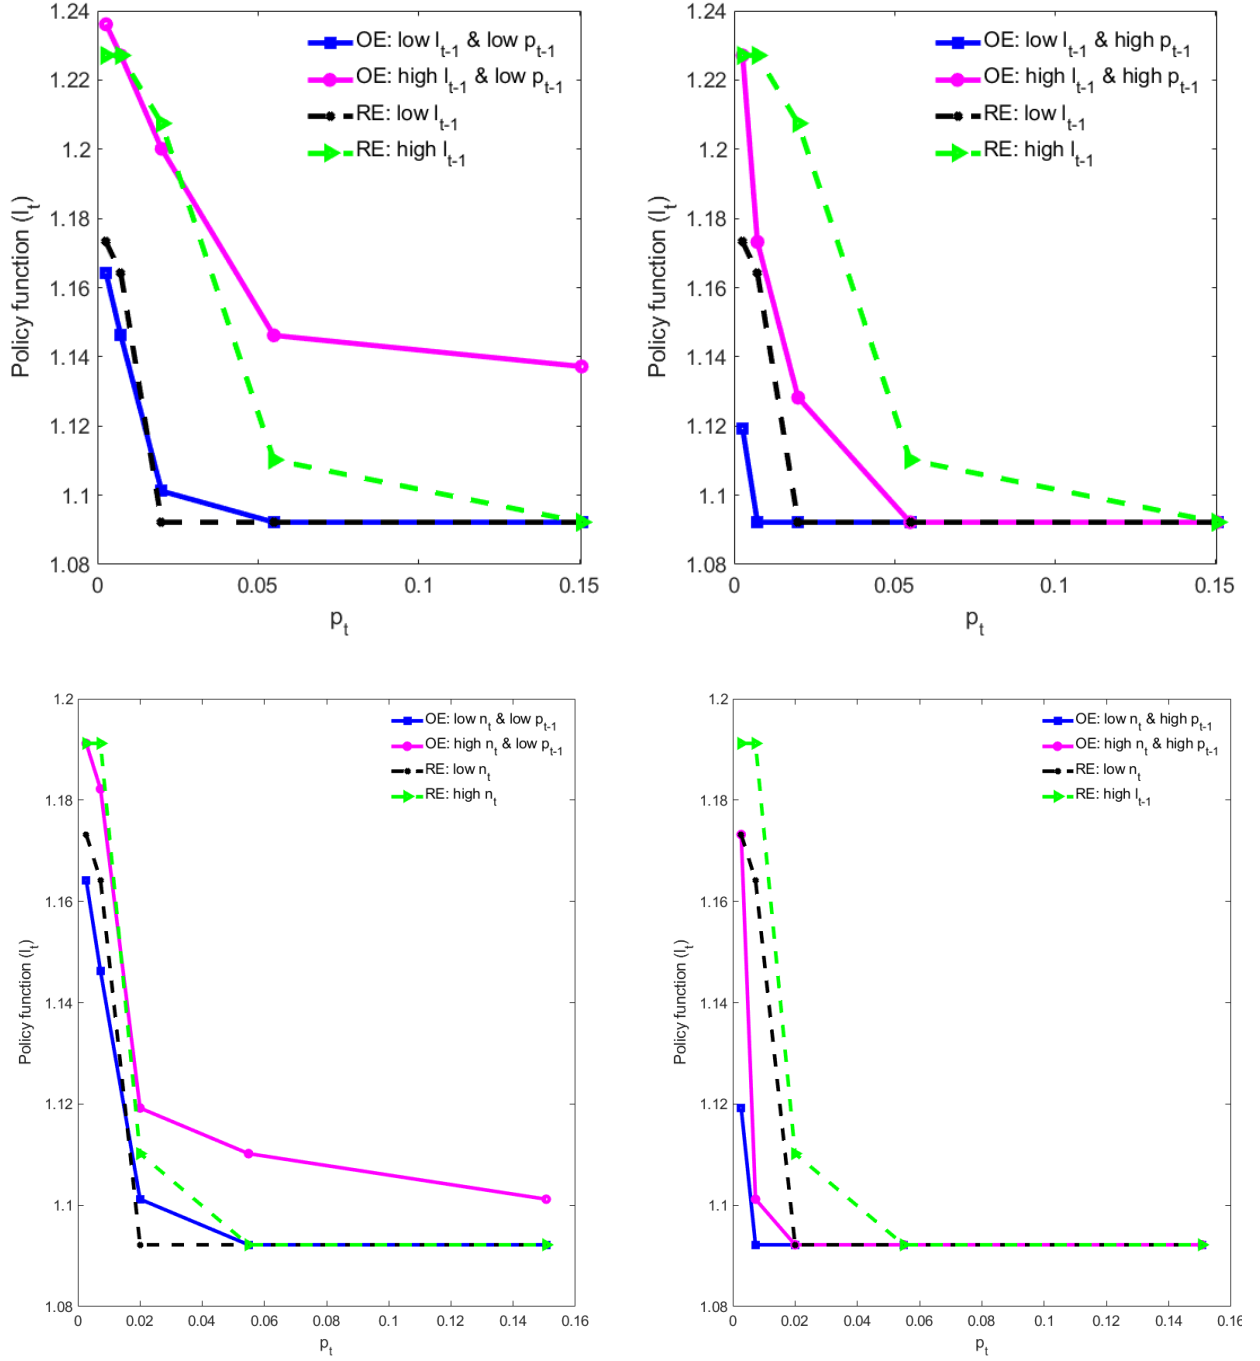 1.24
1.22
1.2
1.18
1.16
1.14
1.12
1.1
1.08
0
0.05
0.1
0.15
Policy function (l_t)
p_t
OE: low l_{t-1} & low p_{t-1}
OE: high l_{t-1} & low p_{t-1}
RE: low l_{t-1}
RE: high l_{t-1}
1.24
1.22
1.2
1.18
1.16
1.14
1.12
1.1
1.08
0
0.05
0.1
0.15
Policy function (l_t)
p_t
OE: low l_{t-1} & high p_{t-1}
OE: high l_{t-1} & high p_{t-1}
RE: low l_{t-1}
RE: high l_{t-1}
1.2
1.18
1.16
1.14
1.12
1.1
1.08
0
0.02
0.04
0.06
0.08
0.1
0.12
0.14
0.16
Policy function (l_t)
p_t
OE: low n_t & low p_{t-1}
OE: high n_t & low p_{t-1}
RE: low n_t
RE: high n_t
1.2
1.18
1.16
1.14
1.12
1.1
1.08
0
0.02
0.04
0.06
0.08
0.1
0.12
0.14
0.16
Policy function (l_t)
p_t
OE: low n_t & high p_{t-1}
OE: high n_t & high p_{t-1}
RE: low n_t
RE: high l_{t-1}